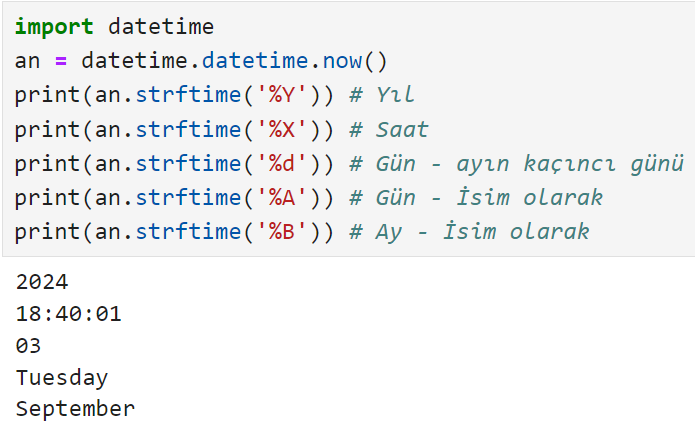 import datetime
an = datetime.datetime.now()
print(an.strftime('%Y')) # Yıl
print(an.strftime('%X')) # Saat
print(an.strftime('%d')) # Gün - ayın kaçıncı günü
print(an.strftime('%A')) # Gün - İsim olarak
print(an.strftime('%B')) # Ay - İsim olarak
2024
18:40:01
03
Tuesday
September